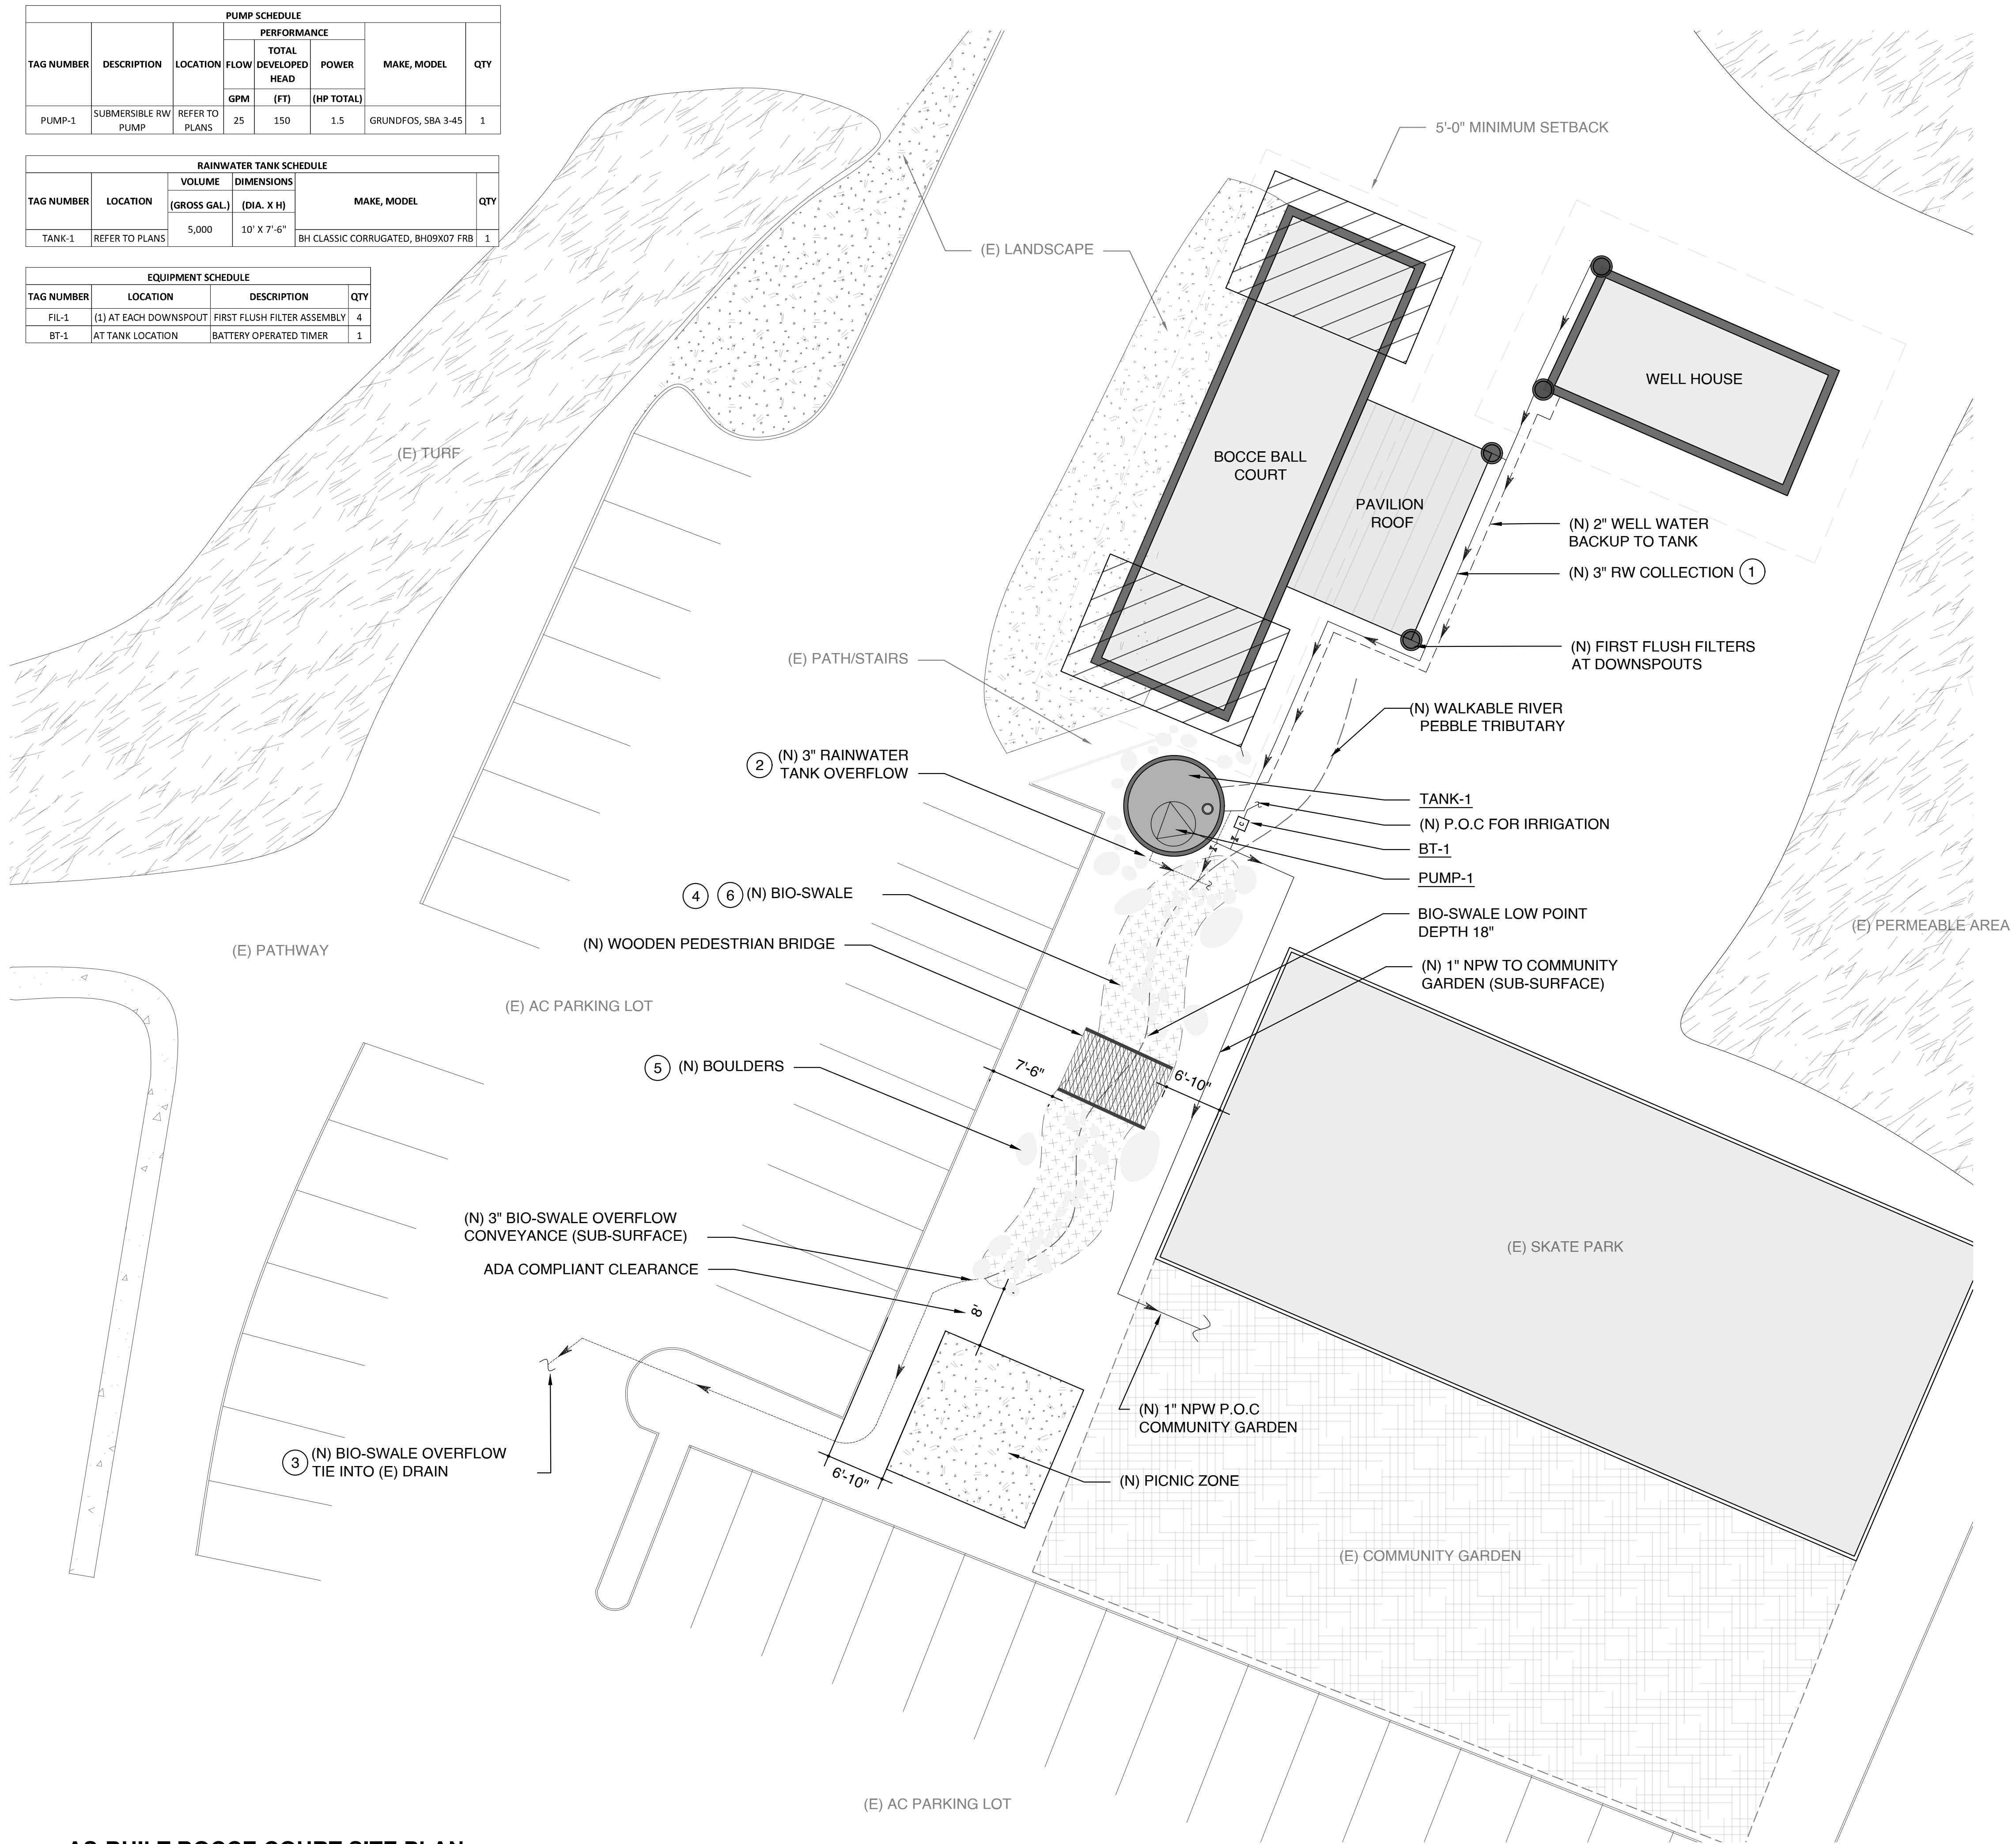 PUMP SCHEDULE
TAG NUMBER DESCRIPTION LOCATION PERFORMANCE MAKE, MODEL QTY
FLOW TOTAL DEVELOPED HEAD POWER
GPM (FT) (HP TOTAL)
PUMP-1 SUBMERSIBLE RW PUMP REFER TO PLANS 25 150 1.5 GRUNDFOS, SBA 3-45 1
RAINWATER TANK SCHEDULE
TAG NUMBER LOCATION VOLUME DIMENSIONS MAKE, MODEL QTY
(GROSS GAL.) (DIA. X H)
TANK-1 REFER TO PLANS 5,000 10' X 7'-6" BH CLASSIC CORRUGATED, BH09X07 FRB 1
EQUIPMENT SCHEDULE
TAG NUMBER LOCATION DESCRIPTION QTY
FIL-1 (1) AT EACH DOWNSPOUT FIRST FLUSH FILTER ASSEMBLY 4
BT-1 AT TANK LOCATION BATTERY OPERATED TIMER 1
5'-0" MINIMUM SETBACK
(E) LANDSCAPE
WELL HOUSE
(E) TURF
BOCCE BALL
COURT
PAVILION
ROOF
(N) 2" WELL WATER
BACKUP TO TANK
(N) 3" RW COLLECTION 1
(N) FIRST FLUSH FILTERS
AT DOWNSPOUTS
(E) PATH/STAIRS
(N) WALKABLE RIVER
PEBBLE TRIBUTARY
2 (N) 3" RAINWATER
TANK OVERFLOW
TANK-1
(N) P.O.C FOR IRRIGATION
C
BT-1
PUMP-1
4 6 (N) BIO-SWALE
BIO-SWALE LOW POINT
DEPTH 18"
(E) PERMEABLE AREA
(N) WOODEN PEDESTRIAN BRIDGE
(E) PATHWAY
(N) 1" NPW TO COMMUNITY
GARDEN (SUB-SURFACE)
(E) AC PARKING LOT
5 (N) BOULDERS
7'-6"
6'-10"
(N) 3" BIO-SWALE OVERFLOW
CONVEYANCE (SUB-SURFACE)
(E) SKATE PARK
ADA COMPLIANT CLEARANCE
8'
(N) 1" NPW P.O.C
COMMUNITY GARDEN
3 (N) BIO-SWALE OVERFLOW
TIE INTO (E) DRAIN
6'-10"
(N) PICNIC ZONE
(E) COMMUNITY GARDEN
(E) AC PARKING LOT
AS-BUILT BOCCE COURT SITE PLAN